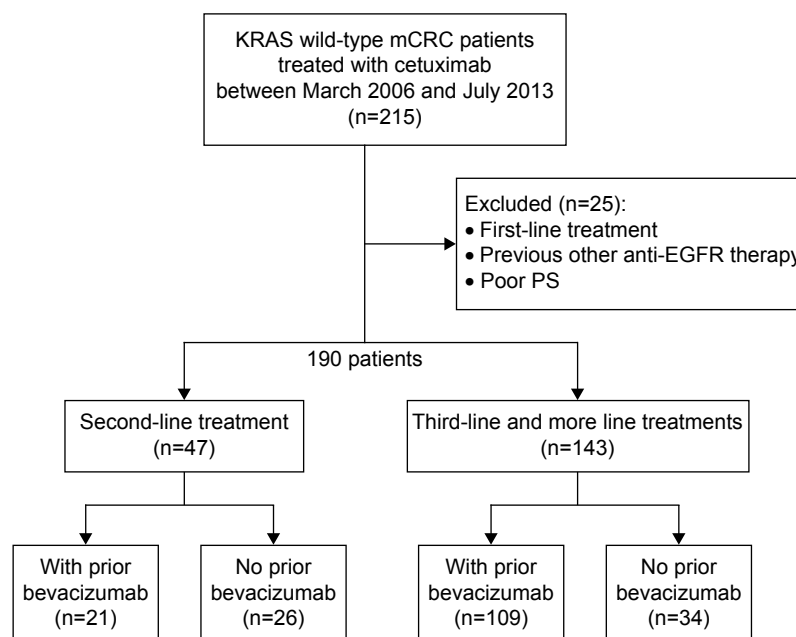 KRAS wild-type mCRC patients
treated with cetuximab
between March 2006 and July 2013
(n=215)
Excluded (n=25):
• First-line treatment
• Previous other anti-EGFR therapy
• Poor PS
190 patients
Second-line treatment
(n=47)
Third-line and more line treatments
(n=143)
With prior
bevacizumab
(n=21)
No prior
bevacizumab
(n=26)
With prior
bevacizumab
(n=109)
No prior
bevacizumab
(n=34)